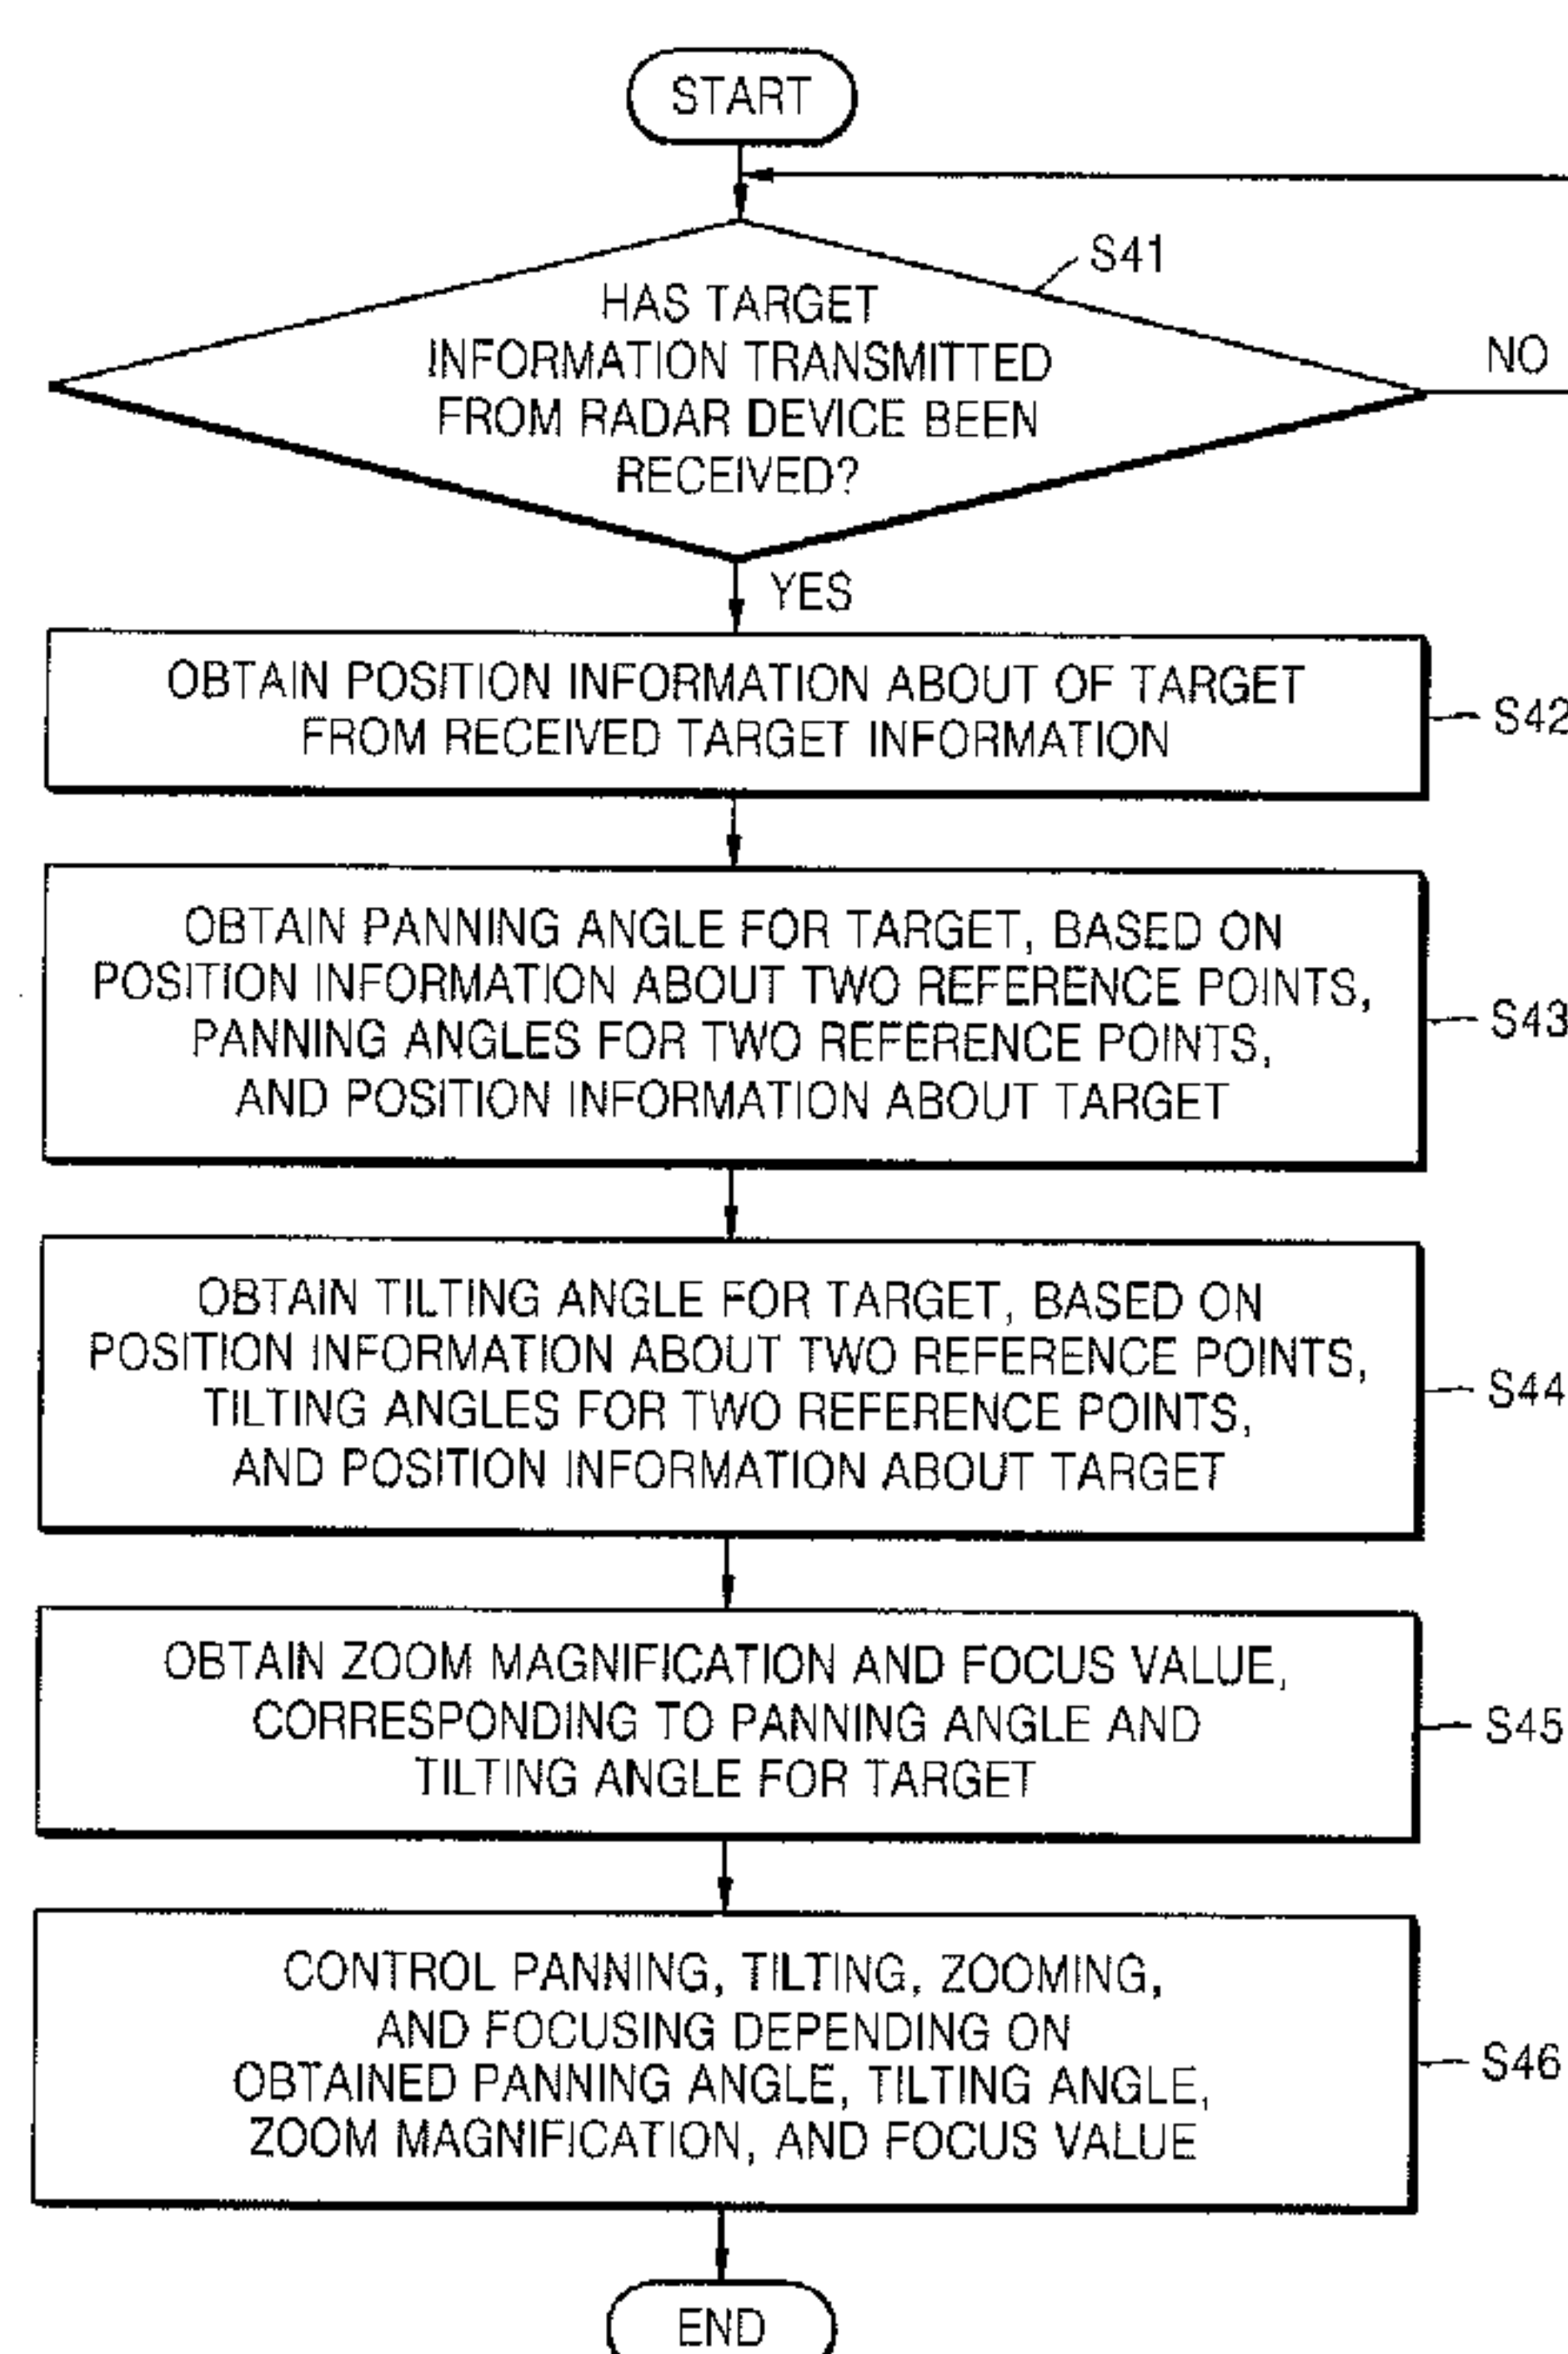 START
S41
HAS TARGET
INFORMATION TRANSMITTED
FROM RADAR DEVICE BEEN
RECEIVED?
NO
YES
OBTAIN POSITION INFORMATION ABOUT OF TARGET
FROM RECEIVED TARGET INFORMATION
S42
OBTAIN PANNING ANGLE FOR TARGET, BASED ON
POSITION INFORMATION ABOUT TWO REFERENCE POINTS,
PANNING ANGLES FOR TWO REFERENCE POINTS,
AND POSITION INFORMATION ABOUT TARGET
S43
OBTAIN TILTING ANGLE FOR TARGET, BASED ON
POSITION INFORMATION ABOUT TWO REFERENCE POINTS,
TILTING ANGLES FOR TWO REFERENCE POINTS,
AND POSITION INFORMATION ABOUT TARGET
S44
OBTAIN ZOOM MAGNIFICATION AND FOCUS VALUE,
CORRESPONDING TO PANNING ANGLE AND
TILTING ANGLE FOR TARGET
S45
CONTROL PANNING, TILTING, ZOOMING,
AND FOCUSING DEPENDING ON
OBTAINED PANNING ANGLE, TILTING ANGLE,
ZOOM MAGNIFICATION, AND FOCUS VALUE
S46
END